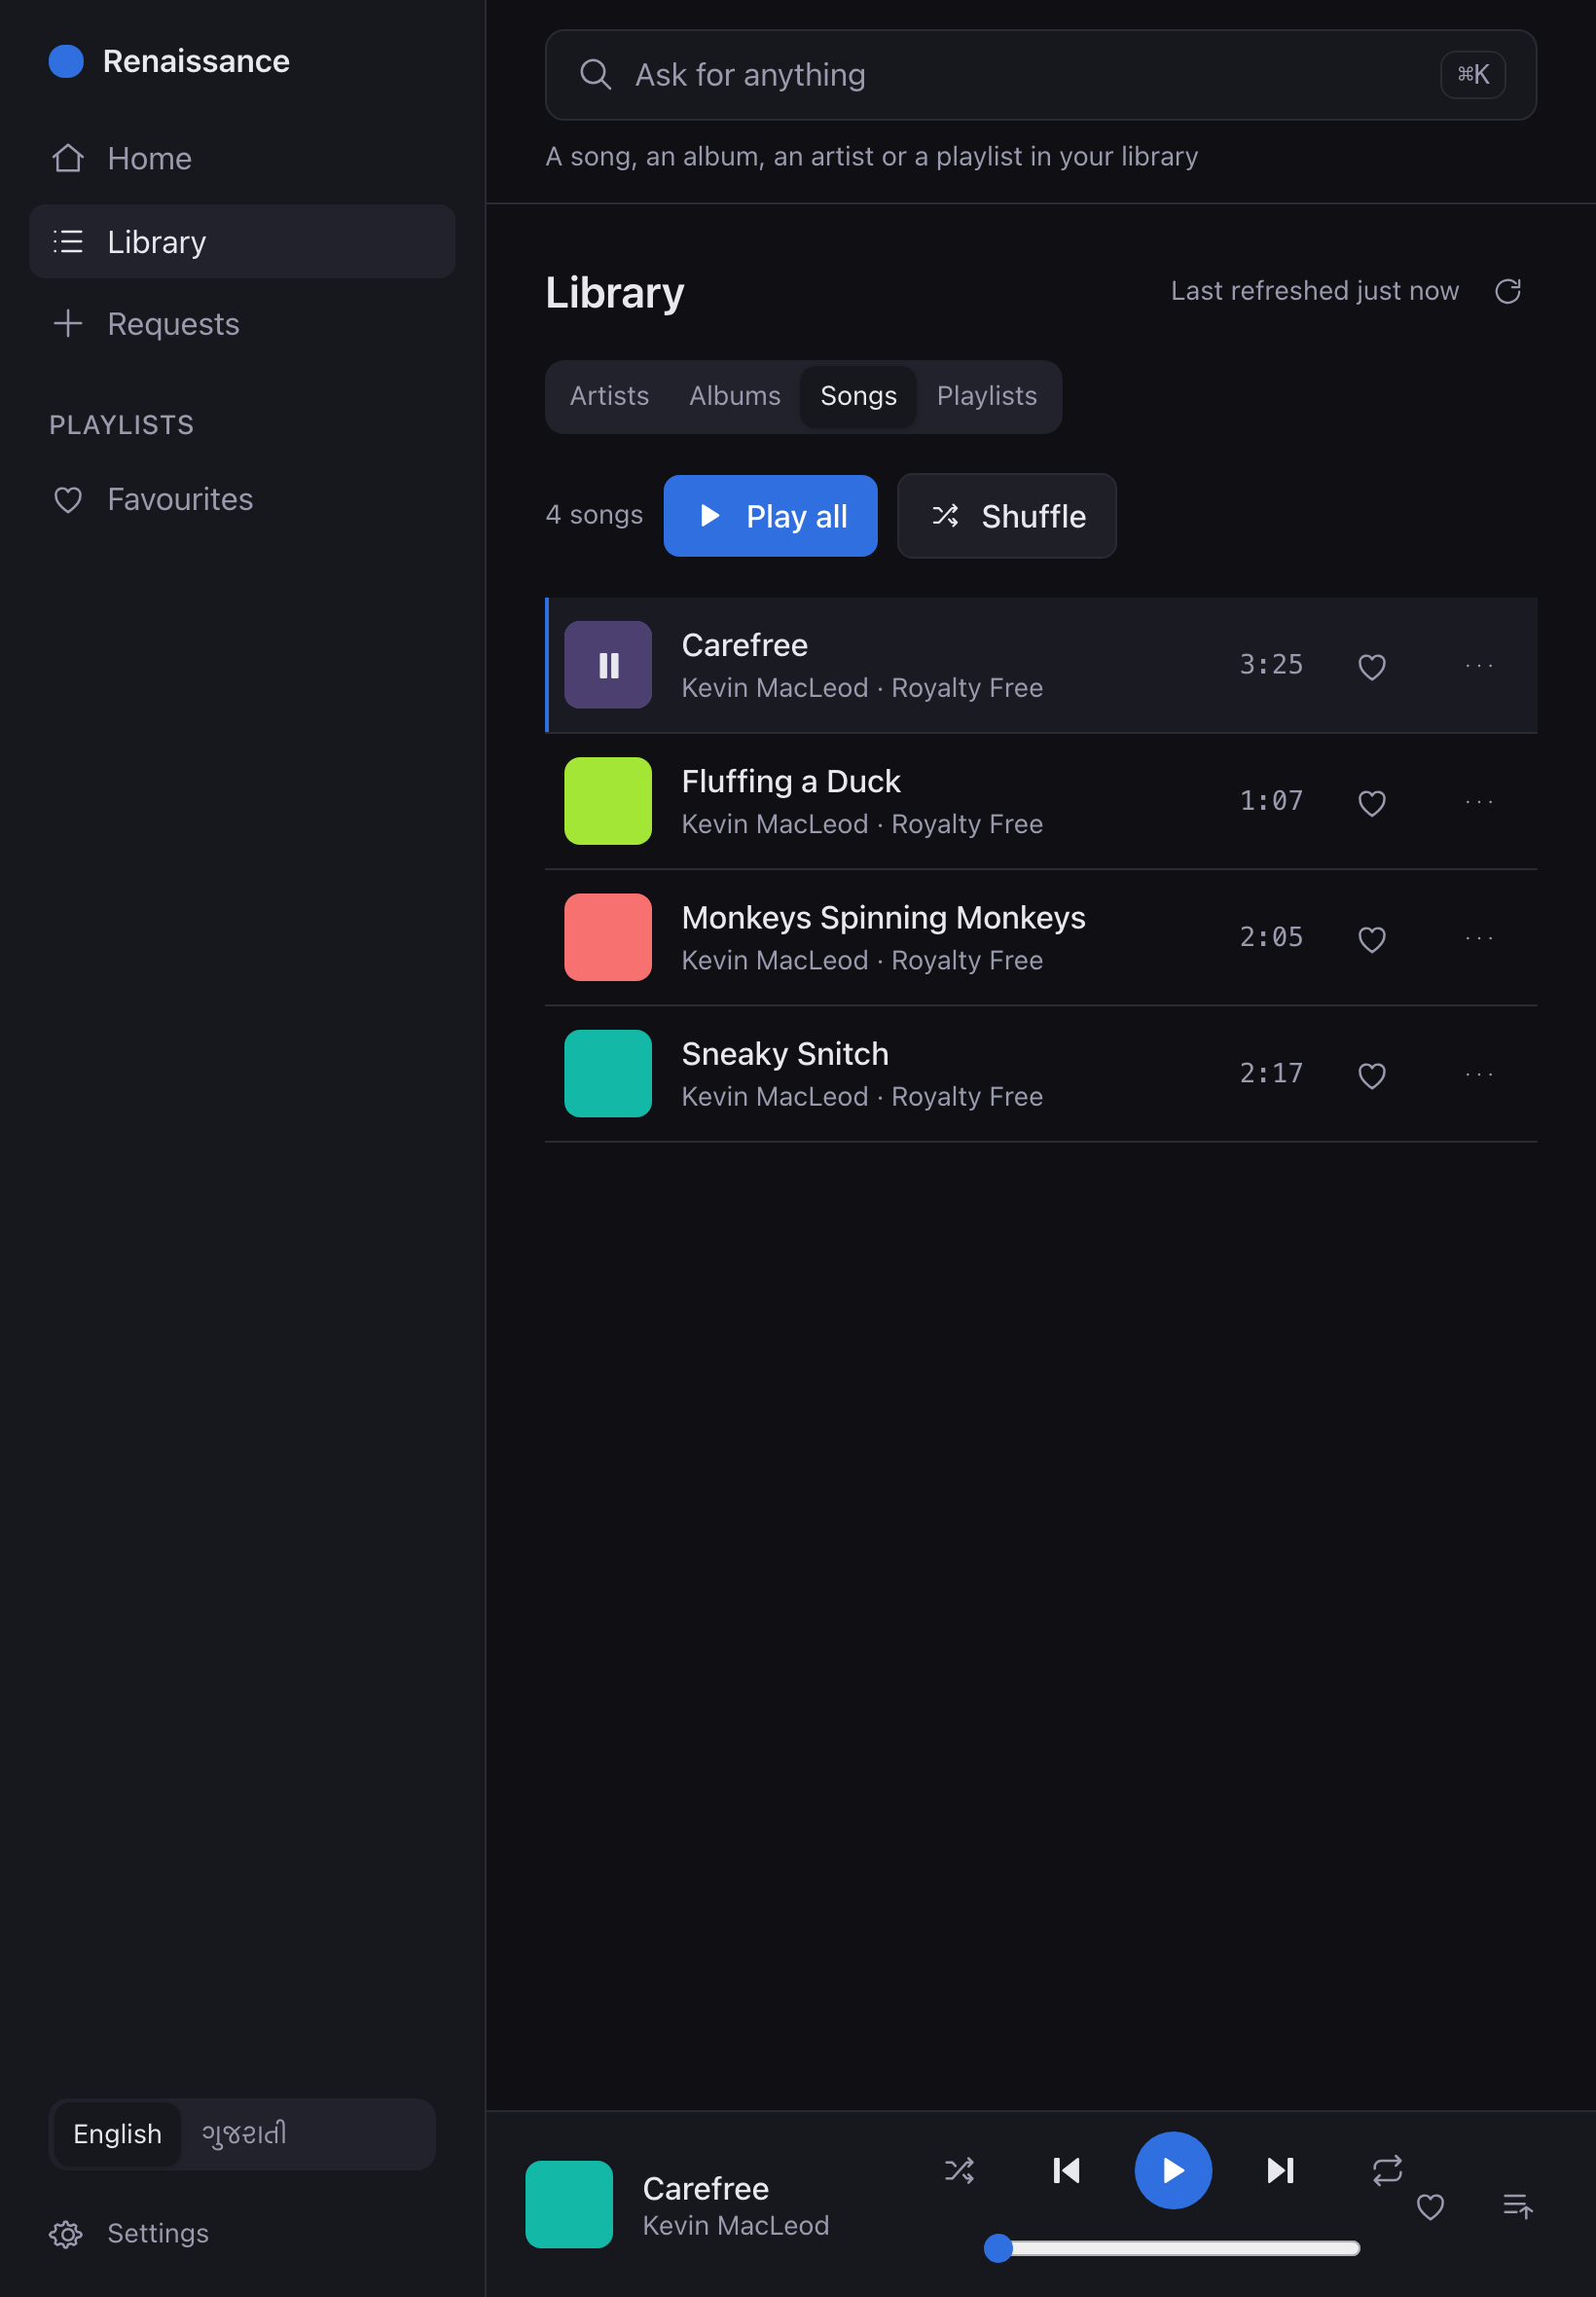 Renaissance
Home
Library
Requests
PLAYLISTS
Favourites
English ગુજરાતી
Settings
Ask for anything ⌘K
A song, an album, an artist or a playlist in your library
Library Last refreshed just now
Artists Albums Songs Playlists
4 songs Play all Shuffle
Carefree
Kevin MacLeod · Royalty Free
3:25
Fluffing a Duck
Kevin MacLeod · Royalty Free
1:07
Monkeys Spinning Monkeys
Kevin MacLeod · Royalty Free
2:05
Sneaky Snitch
Kevin MacLeod · Royalty Free
2:17
Carefree
Kevin MacLeod